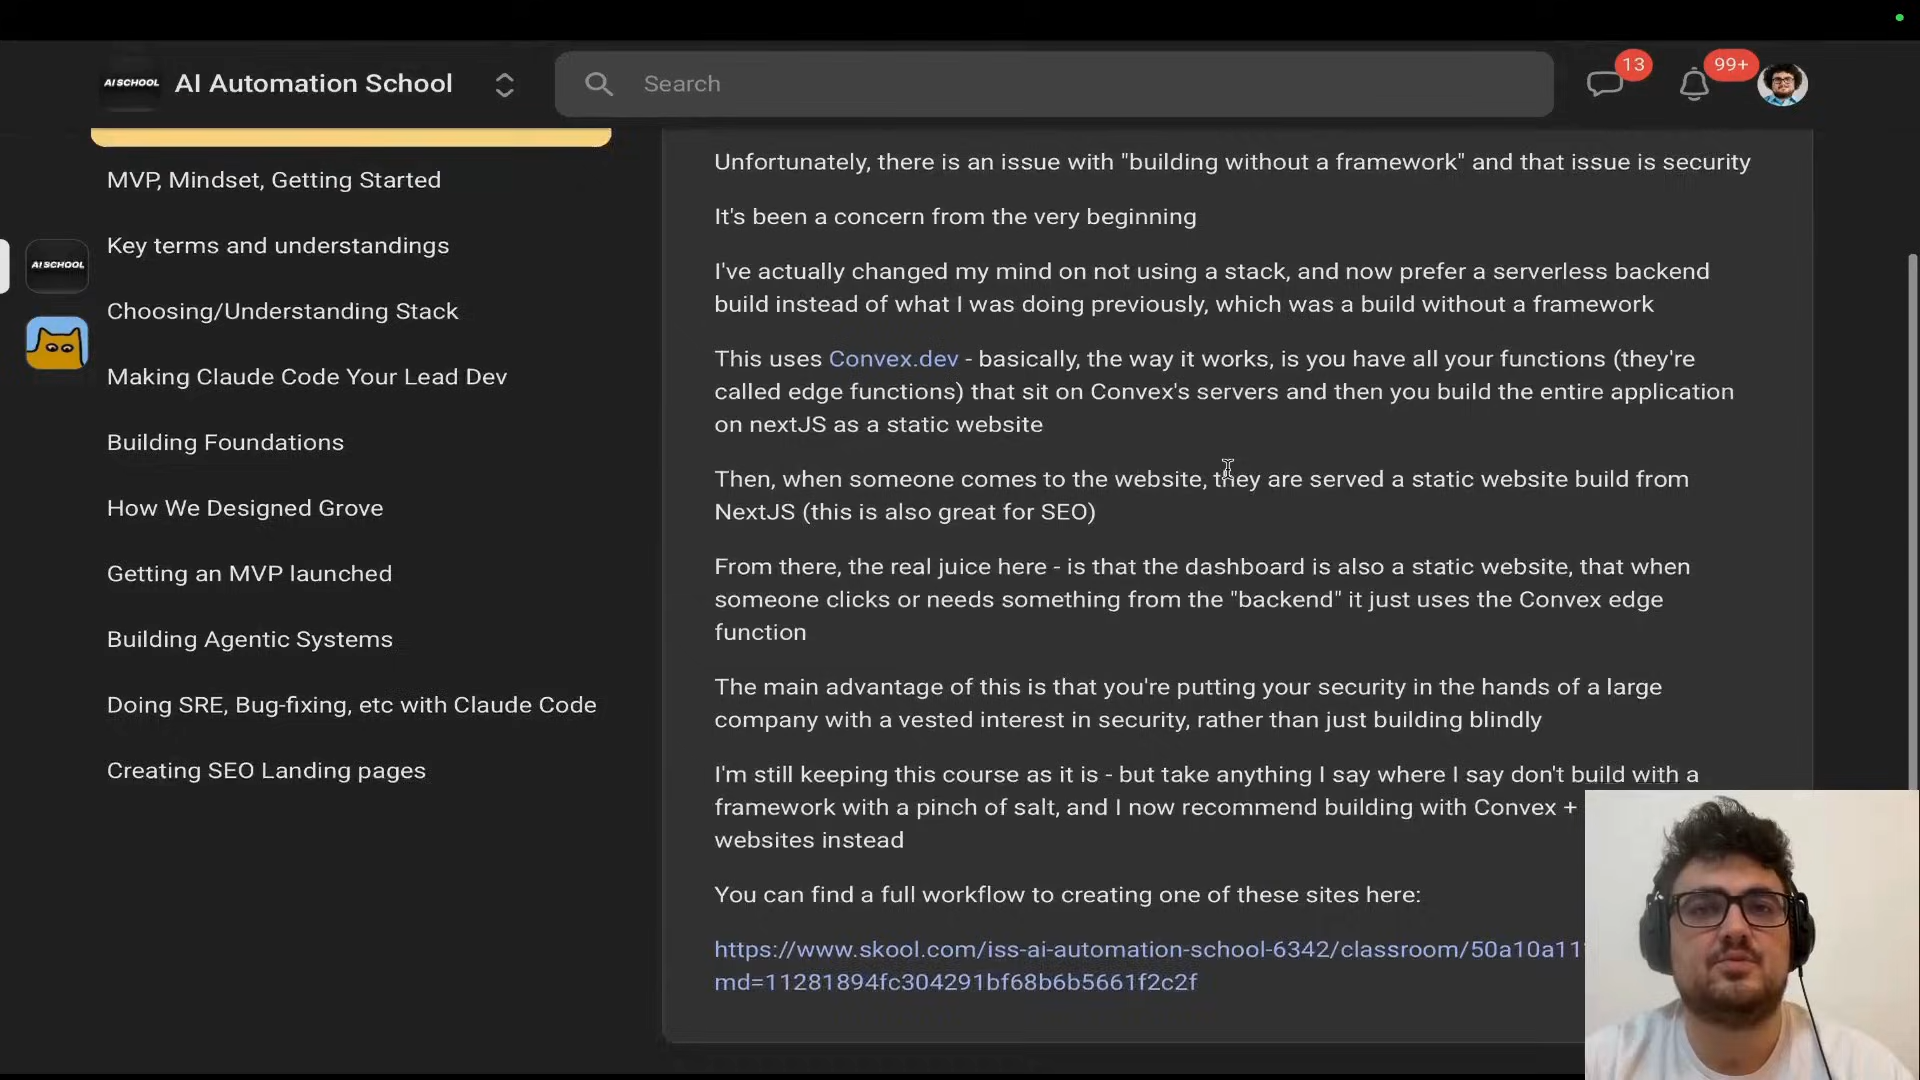 AI SCHOOL
AI Automation School
Search
13
99+
MVP, Mindset, Getting Started
Key terms and understandings
AI SCHOOL
Choosing/Understanding Stack
Making Claude Code Your Lead Dev
Building Foundations
How We Designed Grove
Getting an MVP launched
Building Agentic Systems
Doing SRE, Bug-fixing, etc with Claude Code
Creating SEO Landing pages
Unfortunately, there is an issue with "building without a framework" and that issue is security
It's been a concern from the very beginning
I've actually changed my mind on not using a stack, and now prefer a serverless backend
build instead of what I was doing previously, which was a build without a framework
This uses Convex.dev - basically, the way it works, is you have all your functions (they're
called edge functions) that sit on Convex's servers and then you build the entire application
on nextJS as a static website
Then, when someone comes to the website, they are served a static website build from
NextJS (this is also great for SEO)
From there, the real juice here - is that the dashboard is also a static website, that when
someone clicks or needs something from the "backend" it just uses the Convex edge
function
The main advantage of this is that you're putting your security in the hands of a large
company with a vested interest in security, rather than just building blindly
I'm still keeping this course as it is - but take anything I say where I say don't build with a
framework with a pinch of salt, and I now recommend building with Convex +
websites instead
You can find a full workflow to creating one of these sites here:
https://www.skool.com/iss-ai-automation-school-6342/classroom/50a10a11
md=11281894fc304291bf68b6b5661f2c2f